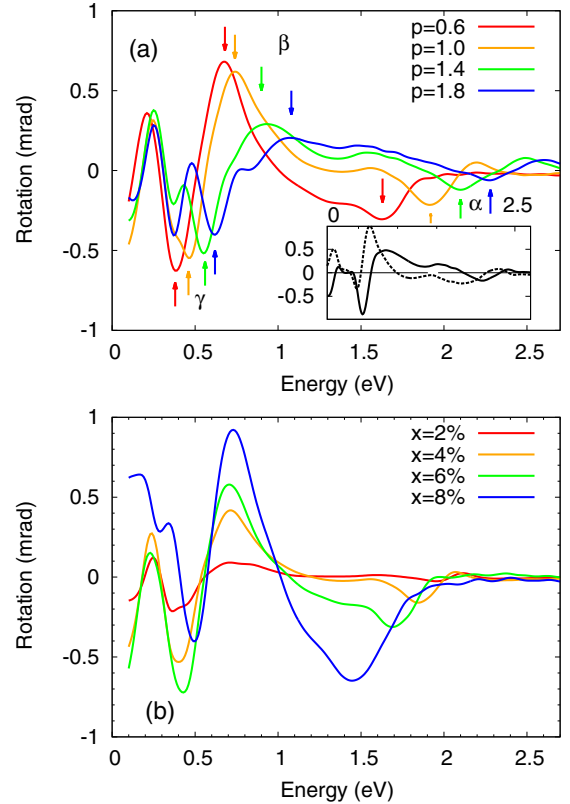 (a)
β
p=0.6
p=1.0
p=1.4
p=1.8
Rotation (mrad)
1
0.5
0
-0.5
-1
α
γ
0
2.5
0.5
0
-0.5
0 0.5 1 1.5 2 2.5
Energy (eV)
(b)
x=2%
x=4%
x=6%
x=8%
Rotation (mrad)
1
0.5
0
-0.5
-1
0 0.5 1 1.5 2 2.5
Energy (eV)